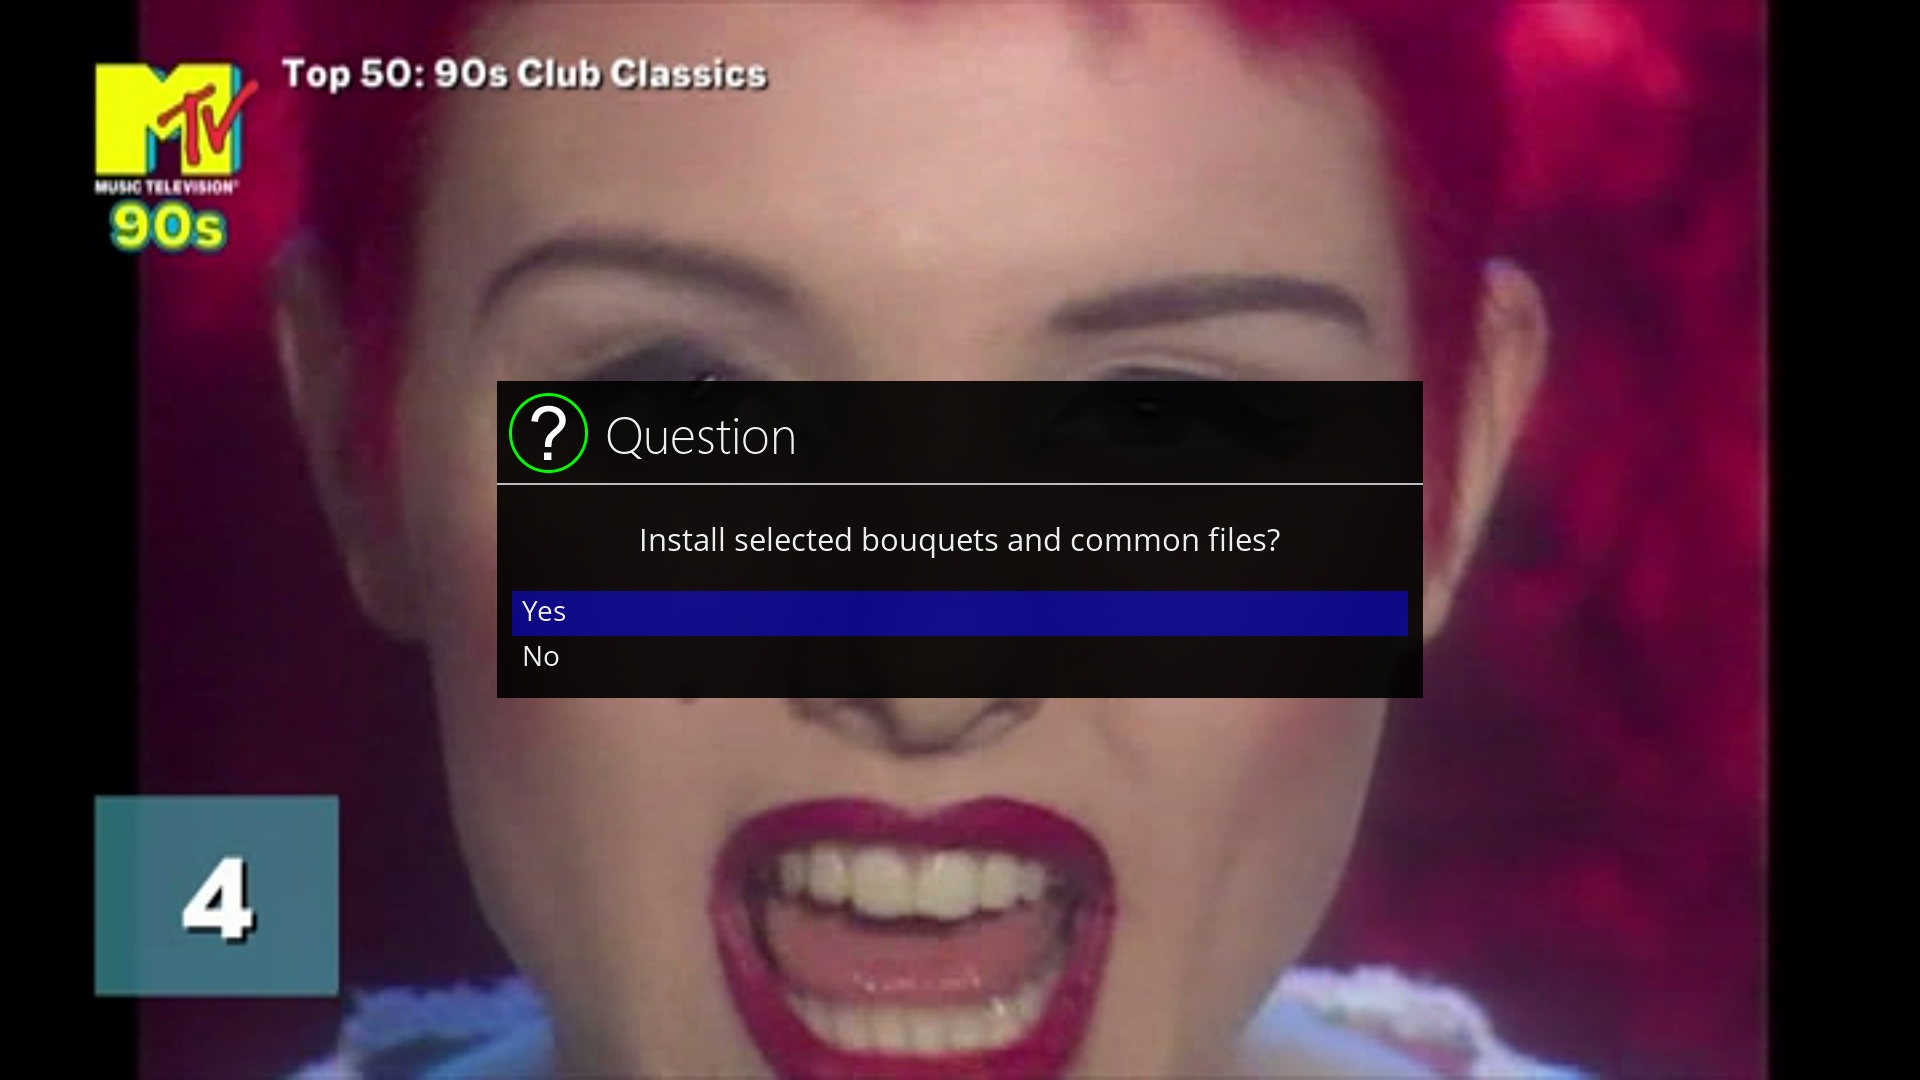 Top 50: 90s Club Classics
MTV
MUSIC TELEVISION®
90s
? Question
Install selected bouquets and common files?
Yes
No
4